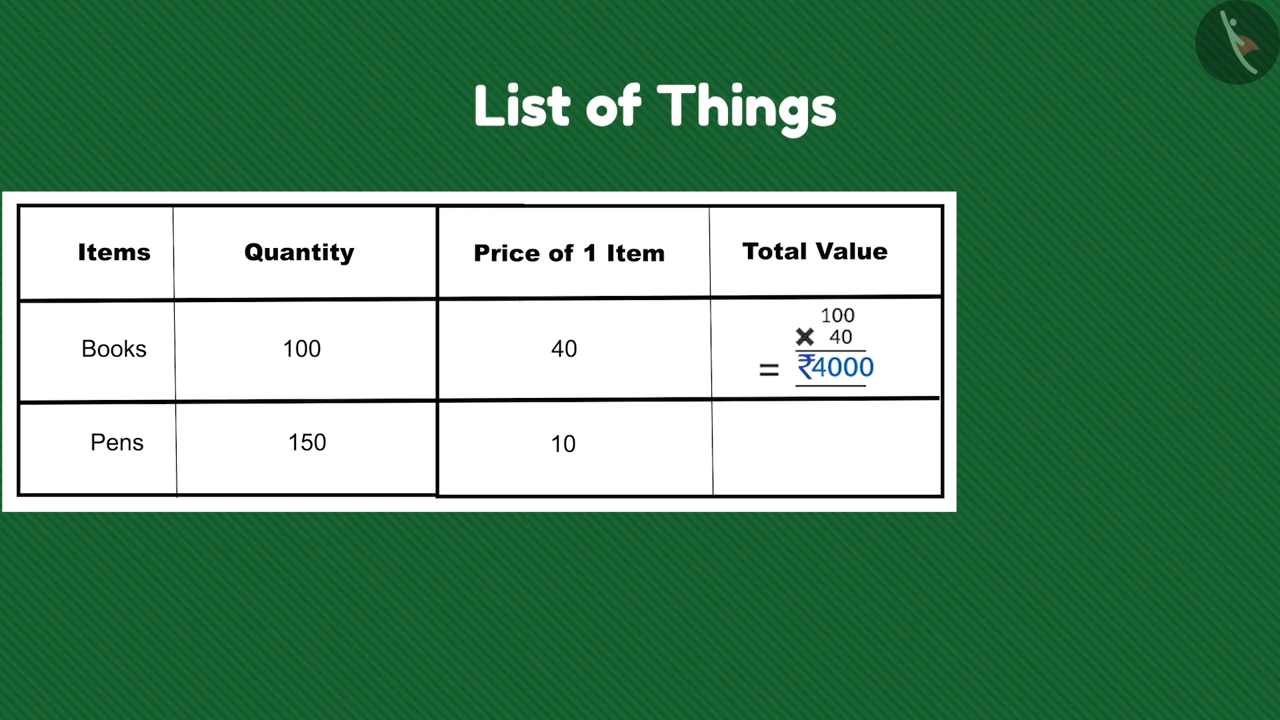 List of Things
Items Quantity Price of 1 Item Total Value
Books 100 40
100
× 40
= ₹4000
Pens 150 10